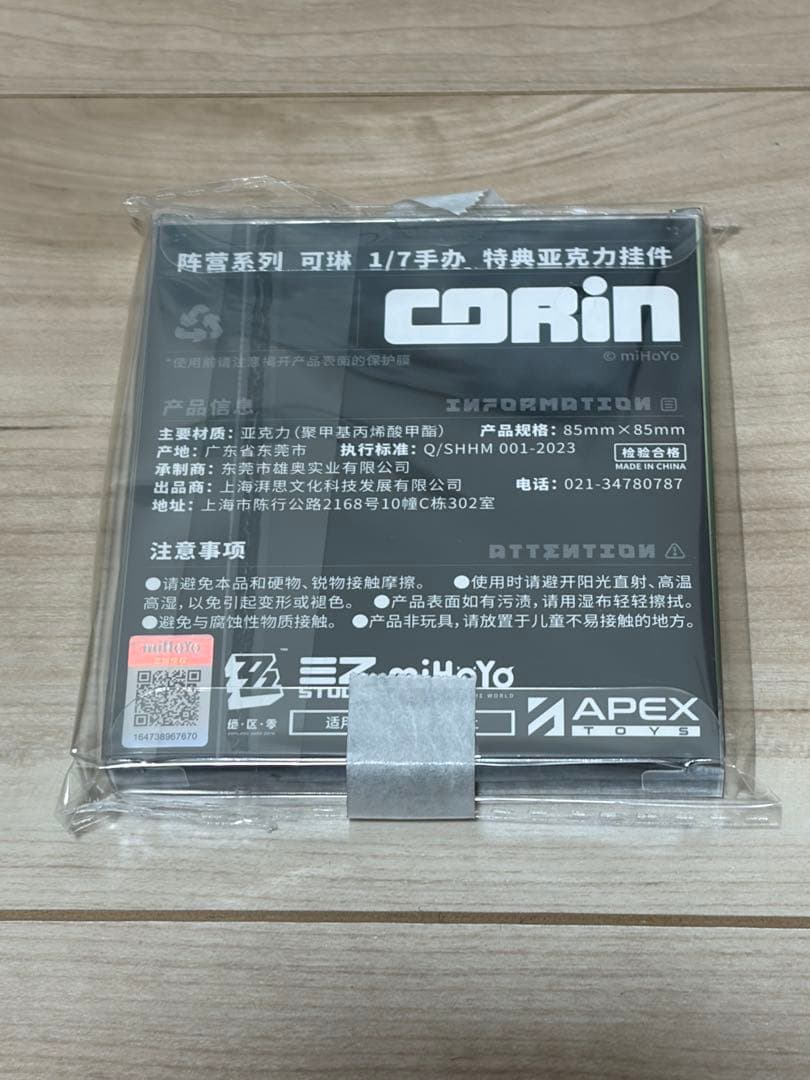 阵营系列 可琳 1/7手办 特典亚克力挂件
CORin
© miHoYo
*使用前请注意揭开产品表面的保护膜
产品信息 INFORMATION
主要材质：亚克力（聚甲基丙烯酸甲酯） 产品规格：85mm×85mm
产地：广东省东莞市 执行标准：Q/SHHM 001-2023 检验合格
MADE IN CHINA
承制商：东莞市雄奥实业有限公司
出品商：上海湃思文化科技发展有限公司 电话：021-34780787
地址：上海市陈行公路2168号10幢C栋302室
注意事项 ATTENTION
●请避免本品和硬物、锐物接触摩擦。 ●使用时请避开阳光直射、高温
高湿，以免引起变形或褪色。 ●产品表面如有污渍，请用湿布轻轻擦拭。
●避免与腐蚀性物质接触。 ●产品非玩具，请放置于儿童不易接触的地方。
miHoYo
164738967670
绝·区·零
miHoYo
适用
APEX
TOYS